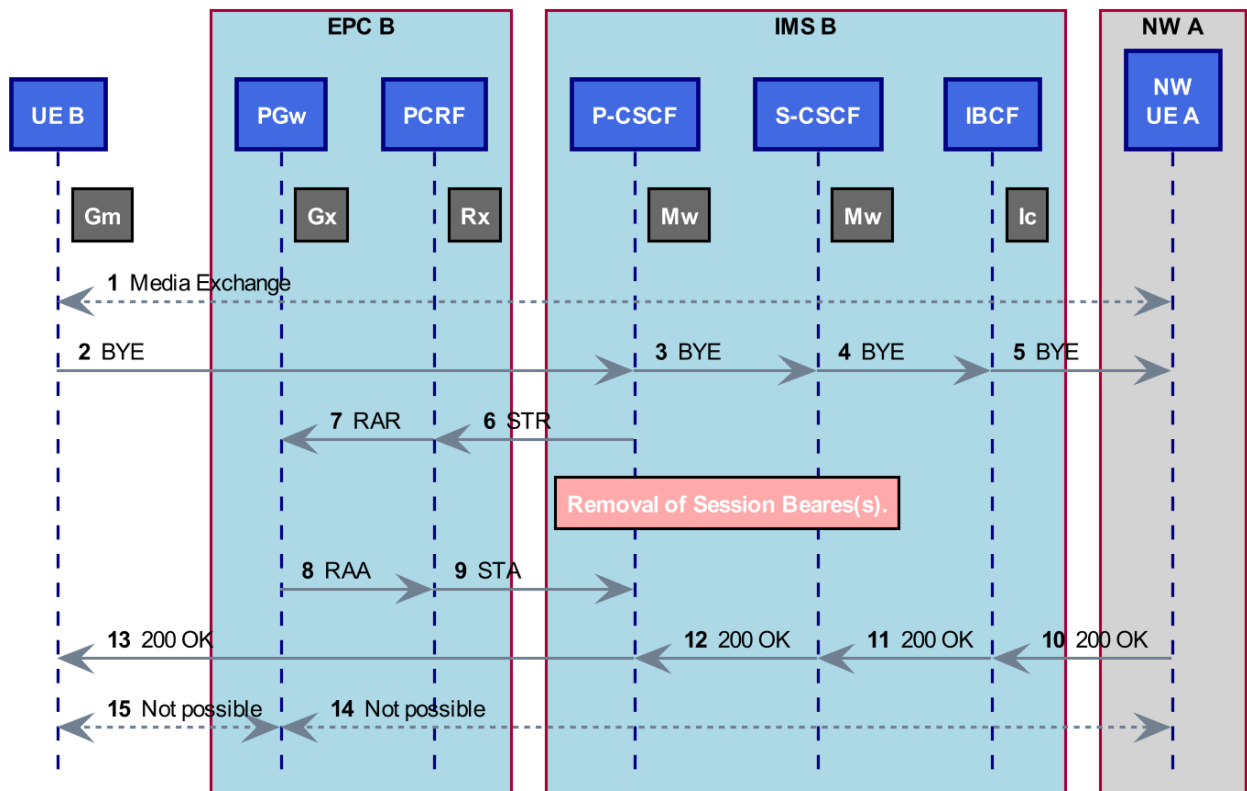 EPC B
IMS B
NW A
UE B
PGw
PCRF
P-CSCF
S-CSCF
IBCF
NW
UE A
Gm
Gx
Rx
Mw
Mw
Ic
1 Media Exchange
2 BYE
3 BYE
4 BYE
5 BYE
7 RAR
6 STR
Removal of Session Beares(s).
8 RAA
9 STA
13 200 OK
12 200 OK
11 200 OK
10 200 OK
15 Not possible
14 Not possible